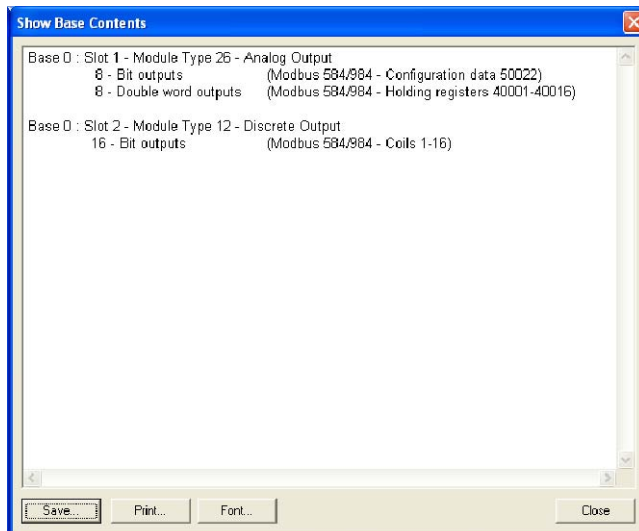 Show Base Contents
Base 0 : Slot 1 - Module Type 26 - Analog Output
8 - Bit outputs (Modbus 584/984 - Configuration data 50022)
8 - Double word outputs (Modbus 584/984 - Holding registers 40001-40016)
Base 0 : Slot 2 - Module Type 12 - Discrete Output
16 - Bit outputs (Modbus 584/984 - Coils 1-16)
Save... Print... Font... Close